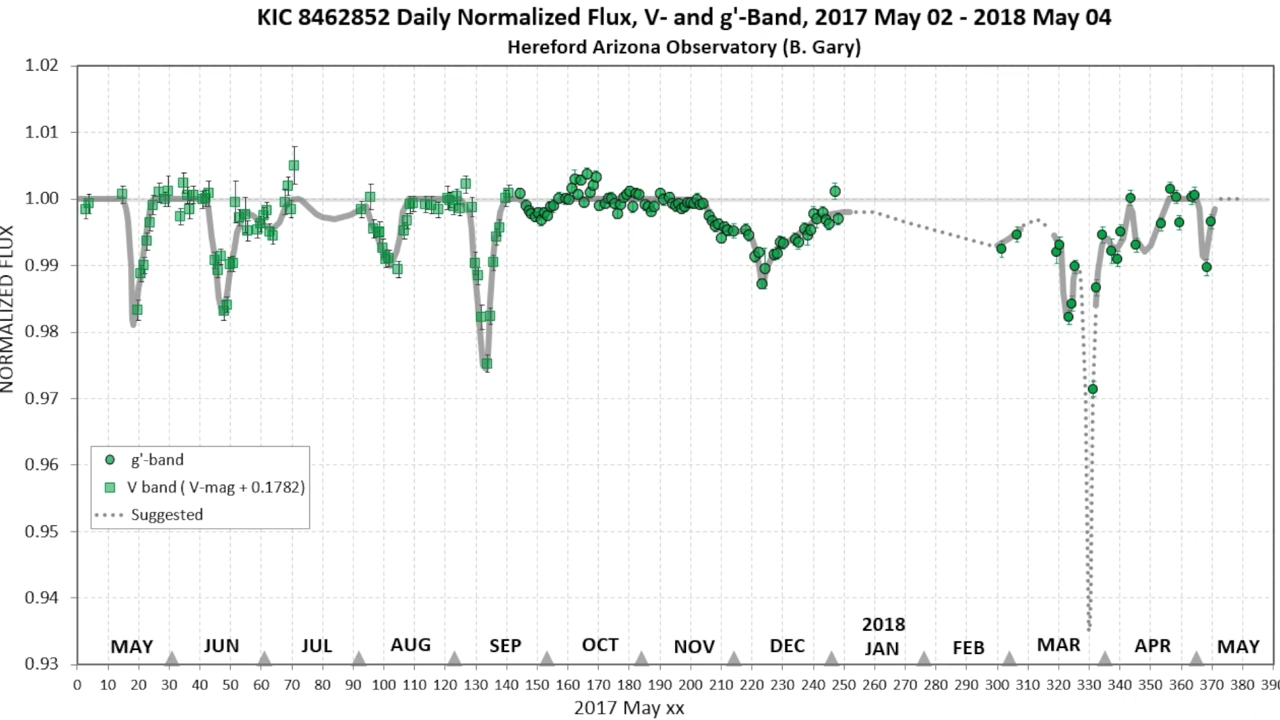 KIC 8462852 Daily Normalized Flux, V- and g'-Band, 2017 May 02 - 2018 May 04
Hereford Arizona Observatory (B. Gary)
NORMALIZED FLUX
1.02
1.01
1.00
0.99
0.98
0.97
0.96
0.95
0.94
0.93
g'-band
V band ( V-mag + 0.1782)
Suggested
MAY JUN JUL AUG SEP OCT NOV DEC 2018 JAN FEB MAR APR MAY
0 10 20 30 40 50 60 70 80 90 100 110 120 130 140 150 160 170 180 190 200 210 220 230 240 250 260 270 280 290 300 310 320 330 340 350 360 370 380 39
2017 May xx